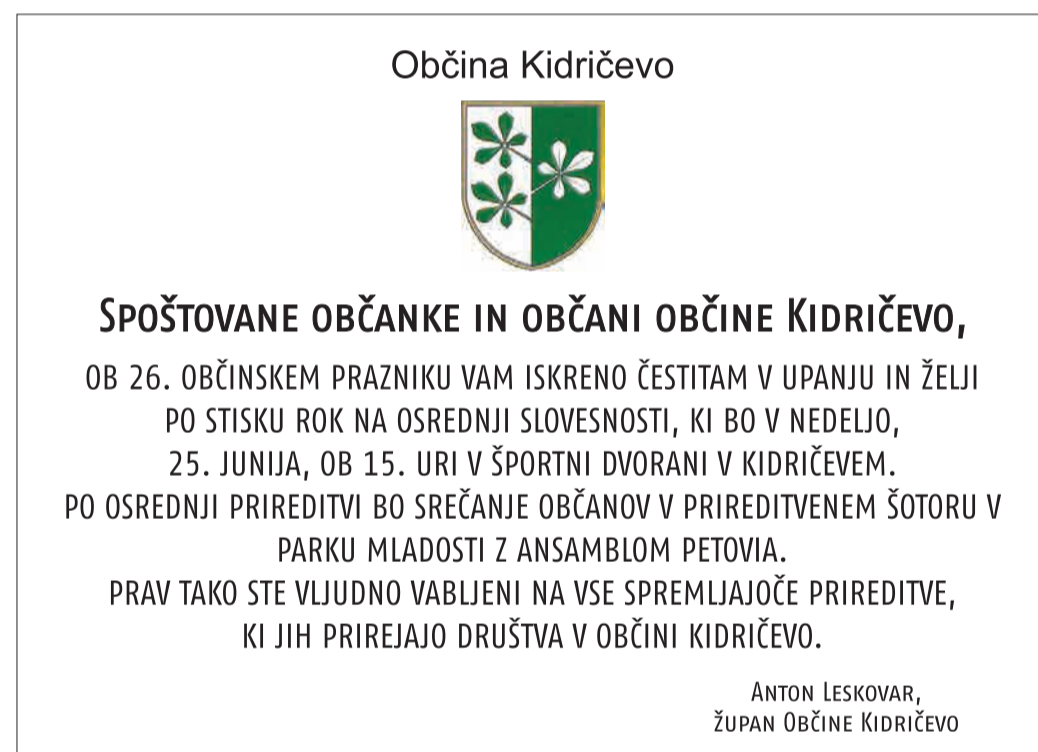 Občina Kidričevo
Spoštovane občanke in občani občine Kidričevo,
OB 26. OBČINSKEM PRAZNIKU VAM ISKRENO ČESTITAM V UPANJU IN ŽELJI
PO STISKU ROK NA OSREDNJI SLOVESNOSTI, KI BO V NEDELJO,
25. JUNIJA, OB 15. URI V ŠPORTNI DVORANI V KIDRIČEVEM.
PO OSREDNJI PRIREDITVI BO SREČANJE OBČANOV V PRIREDITVENEM ŠOTORU V
PARKU MLADOSTI Z ANSAMBLOM PETOVIA.
PRAV TAKO STE VLJUDNO VABLJENI NA VSE SPREMLJAJOČE PRIREDITVE,
KI JIH PRIREJAJO DRUŠTVA V OBČINI KIDRIČEVO.
Anton Leskovar,
župan Občine Kidričevo